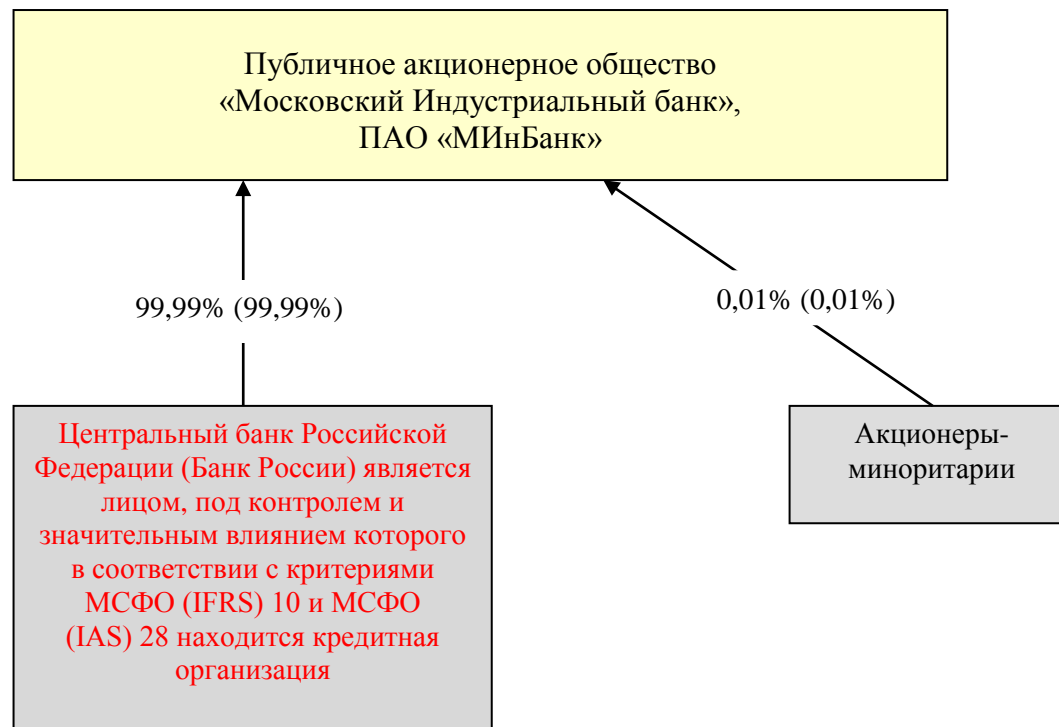 Публичное акционерное общество
«Московский Индустриальный банк»,
ПАО «МИнБанк»
99,99% (99,99%)
0,01% (0,01%)
Центральный банк Российской
Федерации (Банк России) является
лицом, под контролем и
значительным влиянием которого
в соответствии с критериями
МСФО (IFRS) 10 и МСФО
(IAS) 28 находится кредитная
организация
Акционеры-
миноритарии